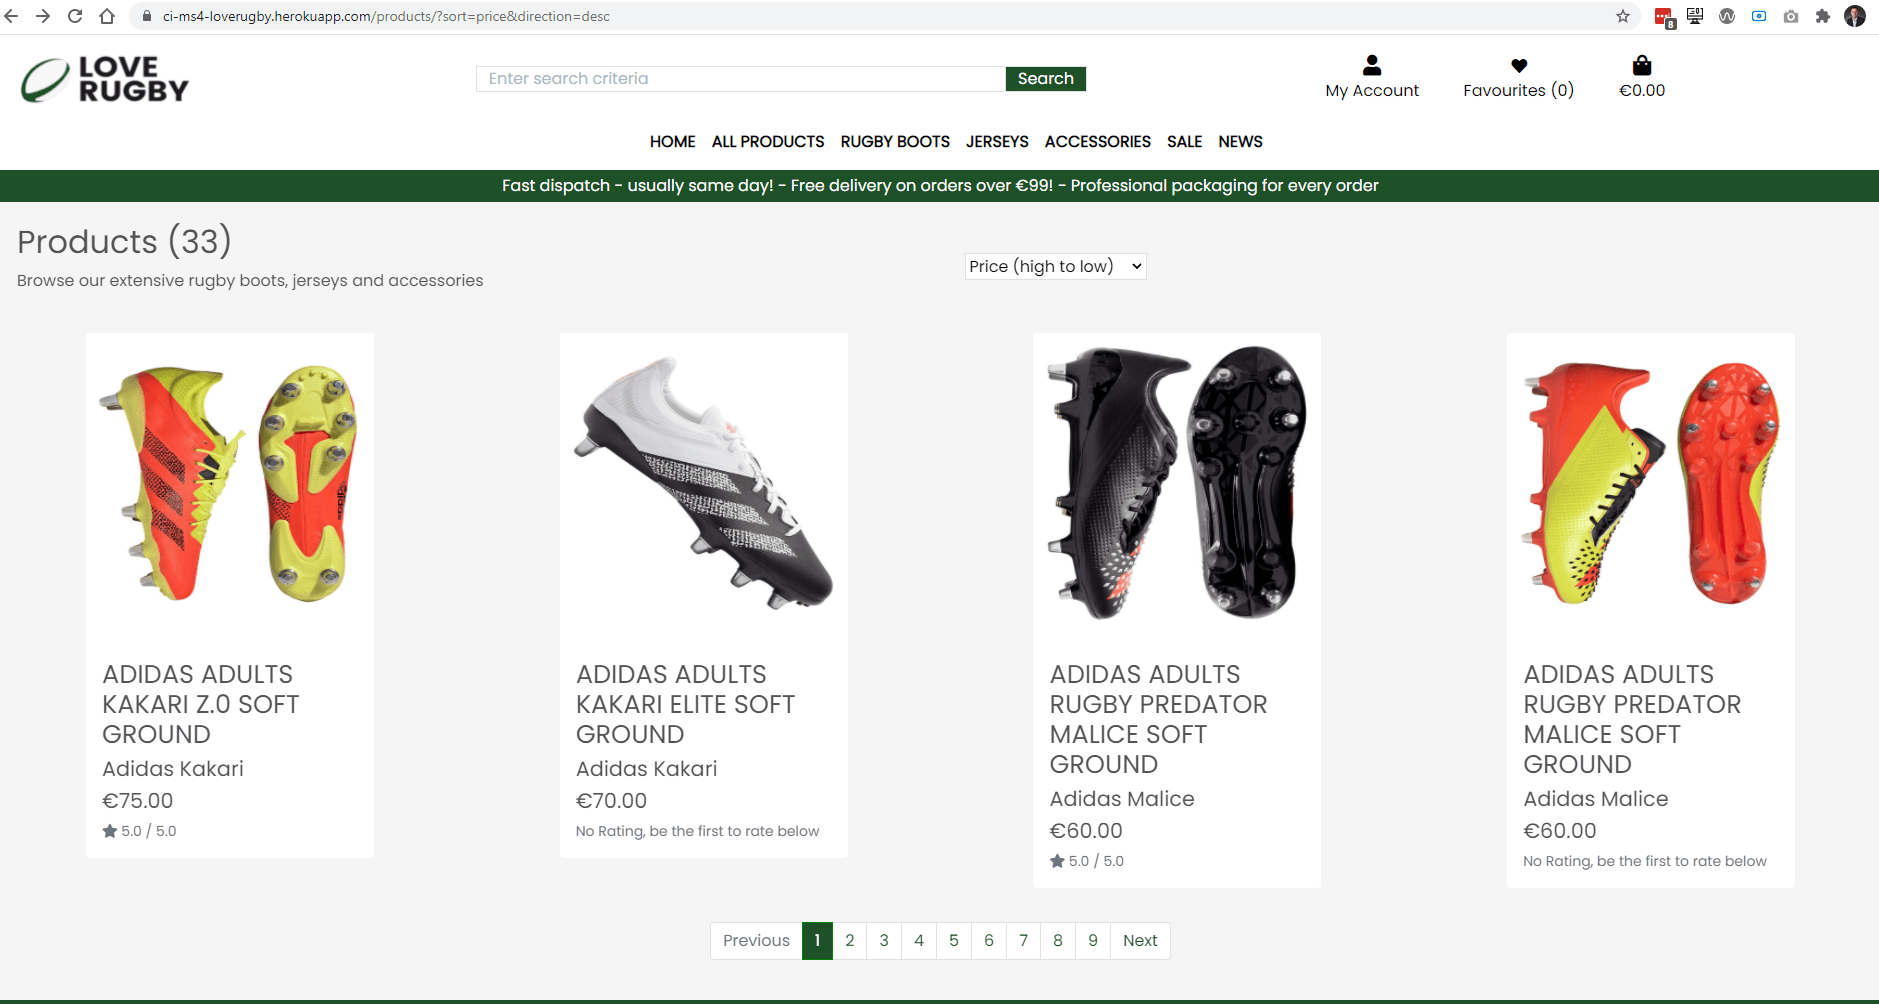 ci-ms4-loverugby.herokuapp.com/products/?sort=price&direction=desc
8
LOVE
RUGBY
Enter search criteria
Search
My Account
Favourites (0)
€0.00
HOME ALL PRODUCTS RUGBY BOOTS JERSEYS ACCESSORIES SALE NEWS
Fast dispatch - usually same day! - Free delivery on orders over €99! - Professional packaging for every order
Products (33)
Browse our extensive rugby boots, jerseys and accessories
Price (high to low)
ADIDAS ADULTS
KAKARI Z.0 SOFT
GROUND
Adidas Kakari
€75.00
5.0 / 5.0
ADIDAS ADULTS
KAKARI ELITE SOFT
GROUND
Adidas Kakari
€70.00
No Rating, be the first to rate below
ADIDAS ADULTS
RUGBY PREDATOR
MALICE SOFT
GROUND
Adidas Malice
€60.00
5.0 / 5.0
ADIDAS ADULTS
RUGBY PREDATOR
MALICE SOFT
GROUND
Adidas Malice
€60.00
No Rating, be the first to rate below
Previous 1 2 3 4 5 6 7 8 9 Next